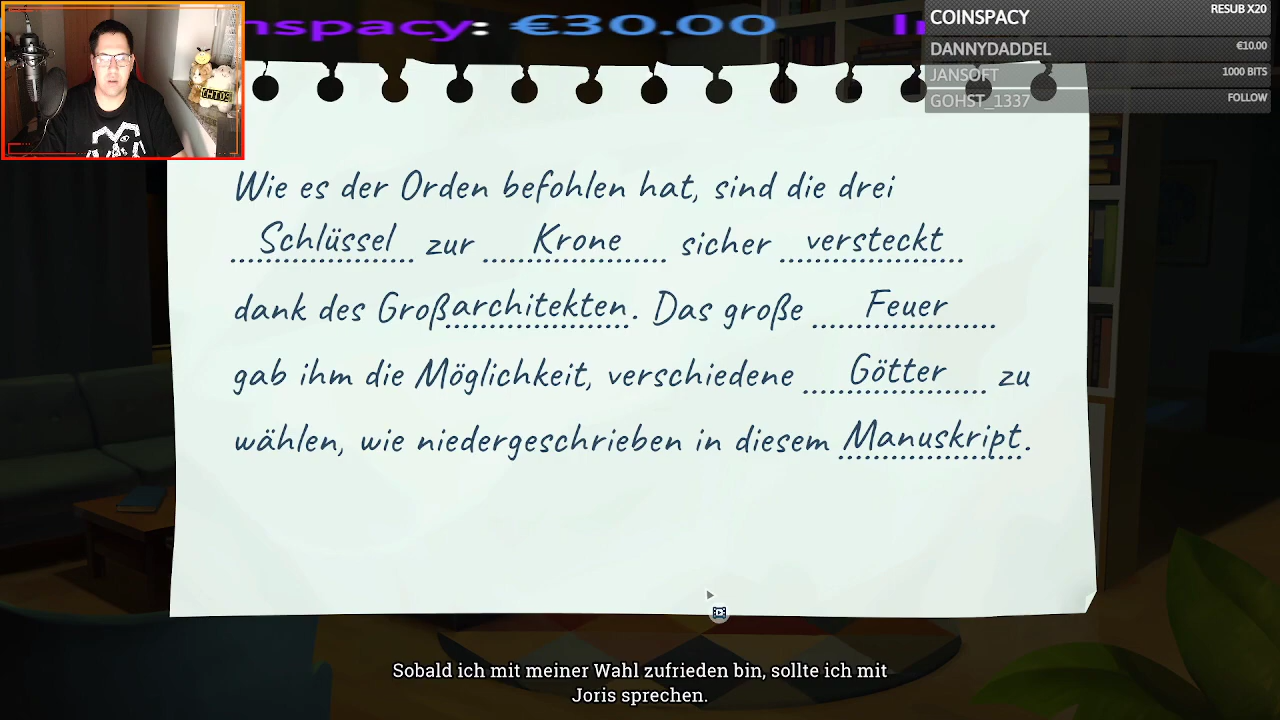 nspacy: €30.00
COINSPACY RESUB X20
DANNYDADDEL €10.00
JANSOFT 1000 BITS
GOHST_1337 FOLLOW
Wie es der Orden befohlen hat, sind die drei
Schlüssel zur Krone sicher versteckt
dank des Großarchitekten. Das große Feuer
gab ihm die Möglichkeit, verschiedene Götter zu
wählen, wie niedergeschrieben in diesem Manuskript.
Sobald ich mit meiner Wahl zufrieden bin, sollte ich mit
Joris sprechen.